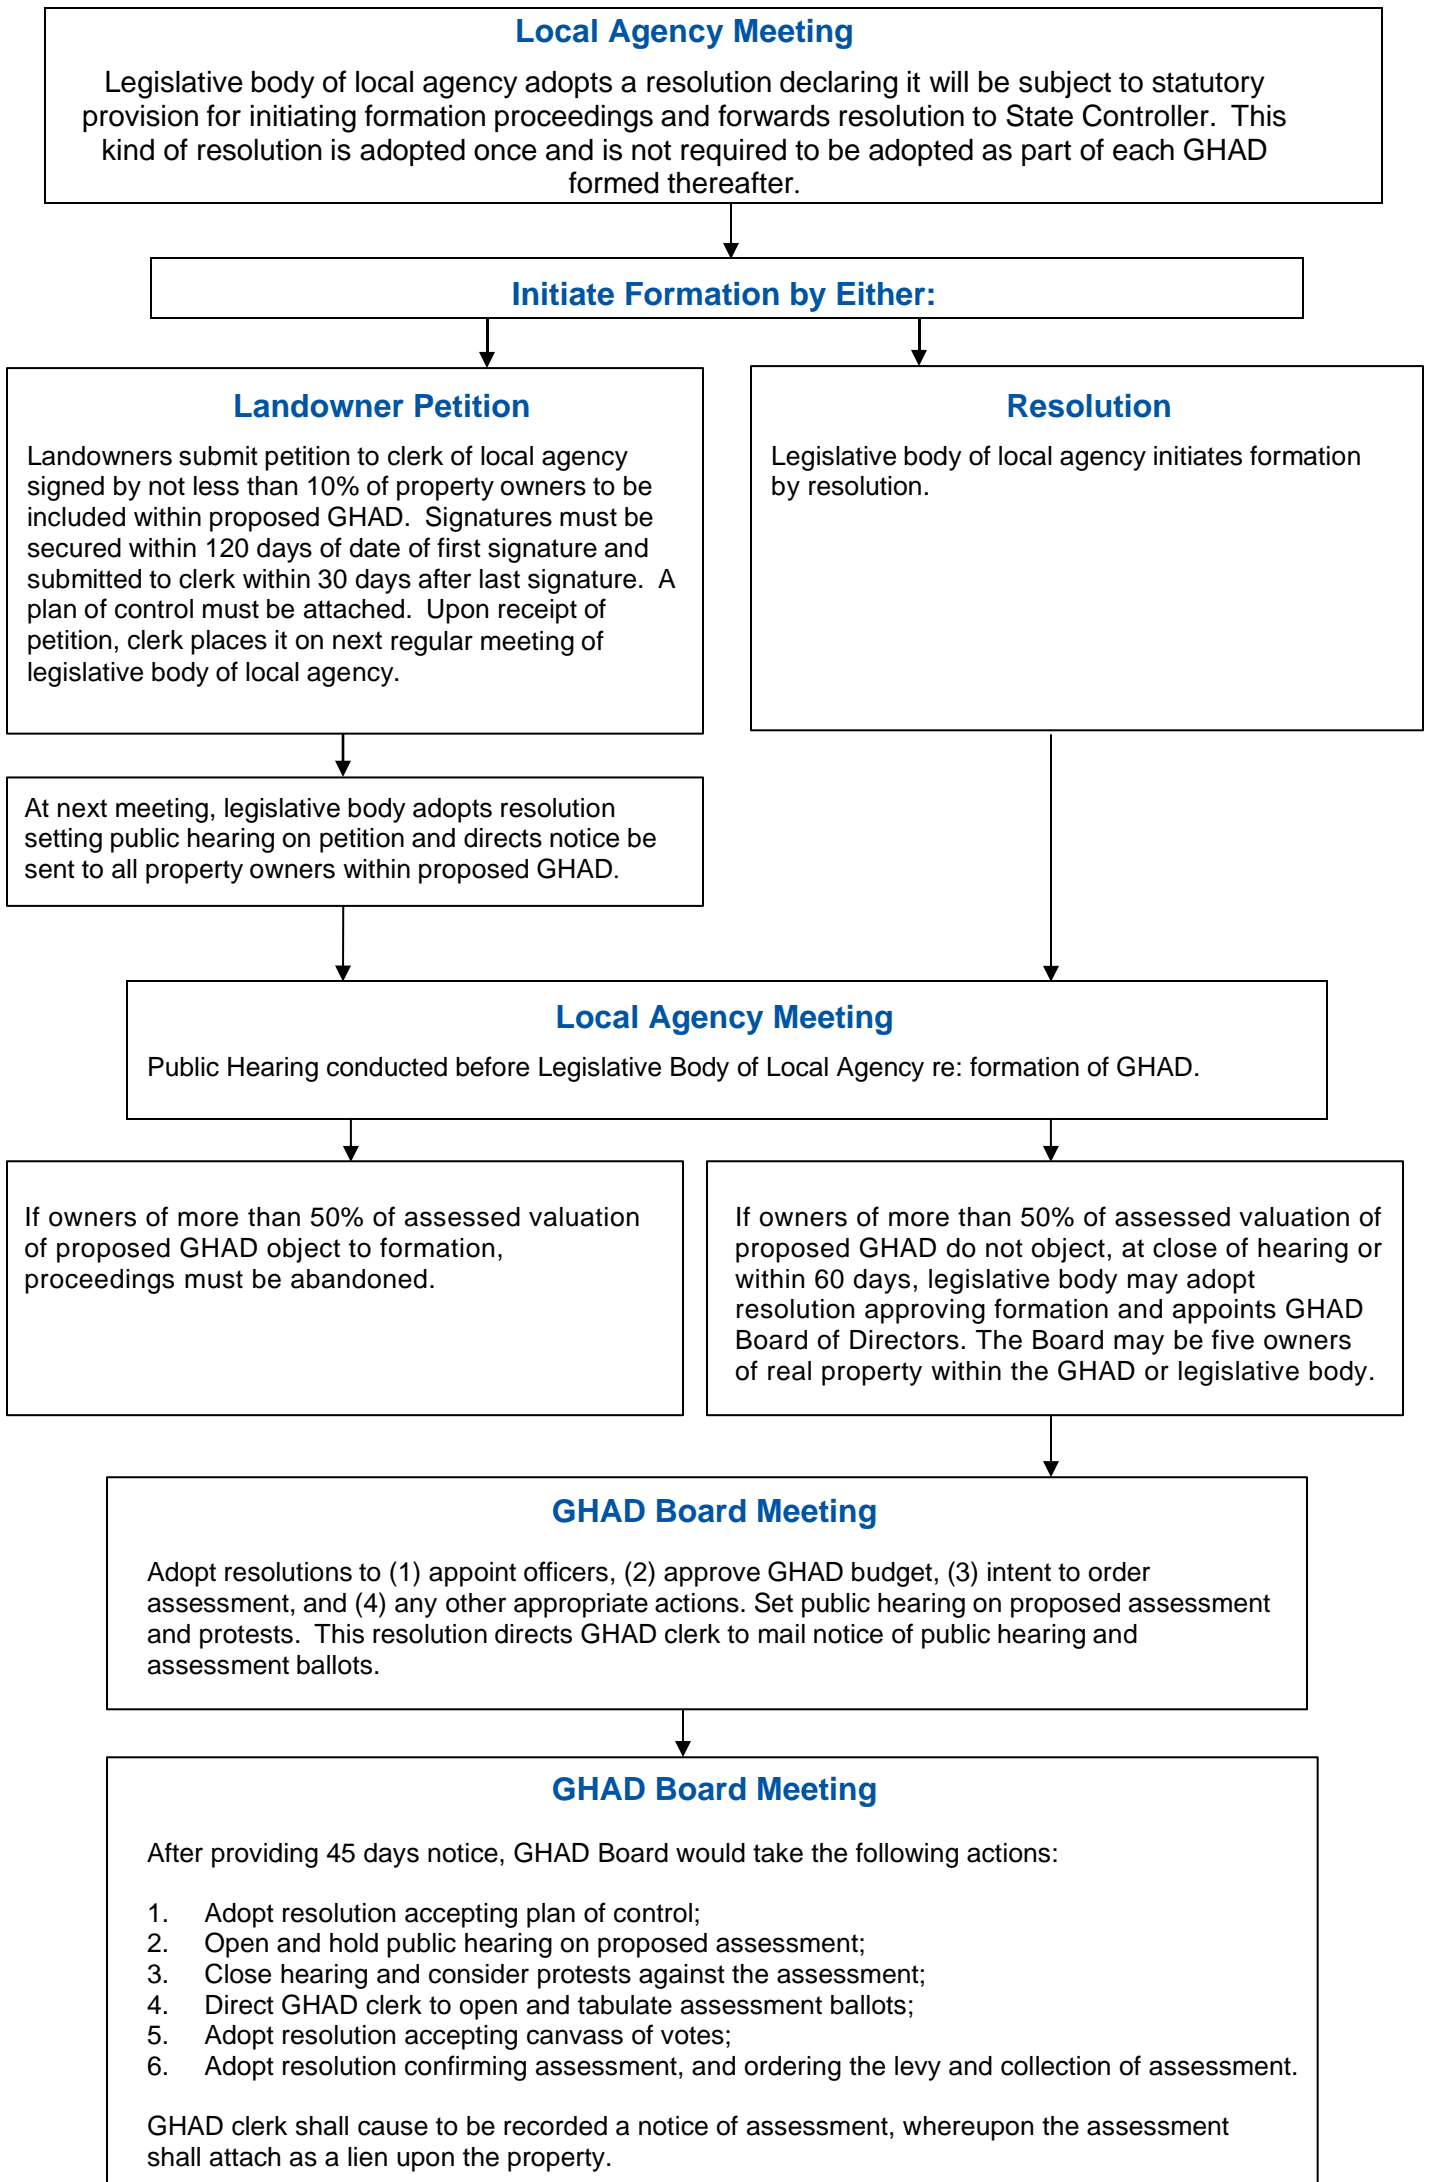 Local Agency Meeting
Legislative body of local agency adopts a resolution declaring it will be subject to statutory
provision for initiating formation proceedings and forwards resolution to State Controller.  This
kind of resolution is adopted once and is not required to be adopted as part of each GHAD
formed thereafter.
Initiate Formation by Either:
Landowner Petition
Landowners submit petition to clerk of local agency
signed by not less than 10% of property owners to be
included within proposed GHAD.  Signatures must be
secured within 120 days of date of first signature and
submitted to clerk within 30 days after last signature.  A
plan of control must be attached.  Upon receipt of
petition, clerk places it on next regular meeting of
legislative body of local agency.
Resolution
Legislative body of local agency initiates formation
by resolution.
At next meeting, legislative body adopts resolution
setting public hearing on petition and directs notice be
sent to all property owners within proposed GHAD.
Local Agency Meeting
Public Hearing conducted before Legislative Body of Local Agency re: formation of GHAD.
If owners of more than 50% of assessed valuation
of proposed GHAD object to formation,
proceedings must be abandoned.
If owners of more than 50% of assessed valuation of
proposed GHAD do not object, at close of hearing or
within 60 days, legislative body may adopt
resolution approving formation and appoints GHAD
Board of Directors. The Board may be five owners
of real property within the GHAD or legislative body.
GHAD Board Meeting
Adopt resolutions to (1) appoint officers, (2) approve GHAD budget, (3) intent to order
assessment, and (4) any other appropriate actions. Set public hearing on proposed assessment
and protests.  This resolution directs GHAD clerk to mail notice of public hearing and
assessment ballots.
GHAD Board Meeting
After providing 45 days notice, GHAD Board would take the following actions:
1. Adopt resolution accepting plan of control;
2. Open and hold public hearing on proposed assessment;
3. Close hearing and consider protests against the assessment;
4. Direct GHAD clerk to open and tabulate assessment ballots;
5. Adopt resolution accepting canvass of votes;
6. Adopt resolution confirming assessment, and ordering the levy and collection of assessment.
GHAD clerk shall cause to be recorded a notice of assessment, whereupon the assessment
shall attach as a lien upon the property.